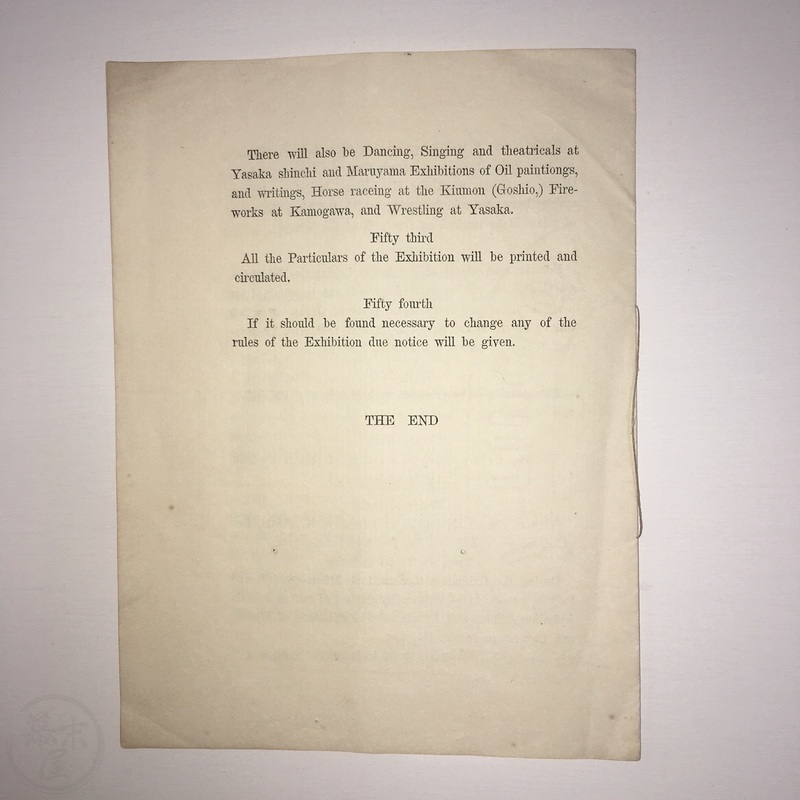 There will also be Dancing, Singing and theatricals at
Yasaka shinchi and Maruyama Exhibitions of Oil paintiongs,
and writings, Horse raceing at the Kiumon (Goshio,) Fire-
works at Kamogawa, and Wrestling at Yasaka.
Fifty third
All the Particulars of the Exhibition will be printed and
circulated.
Fifty fourth
If it should be found necessary to change any of the
rules of the Exhibition due notice will be given.
THE END